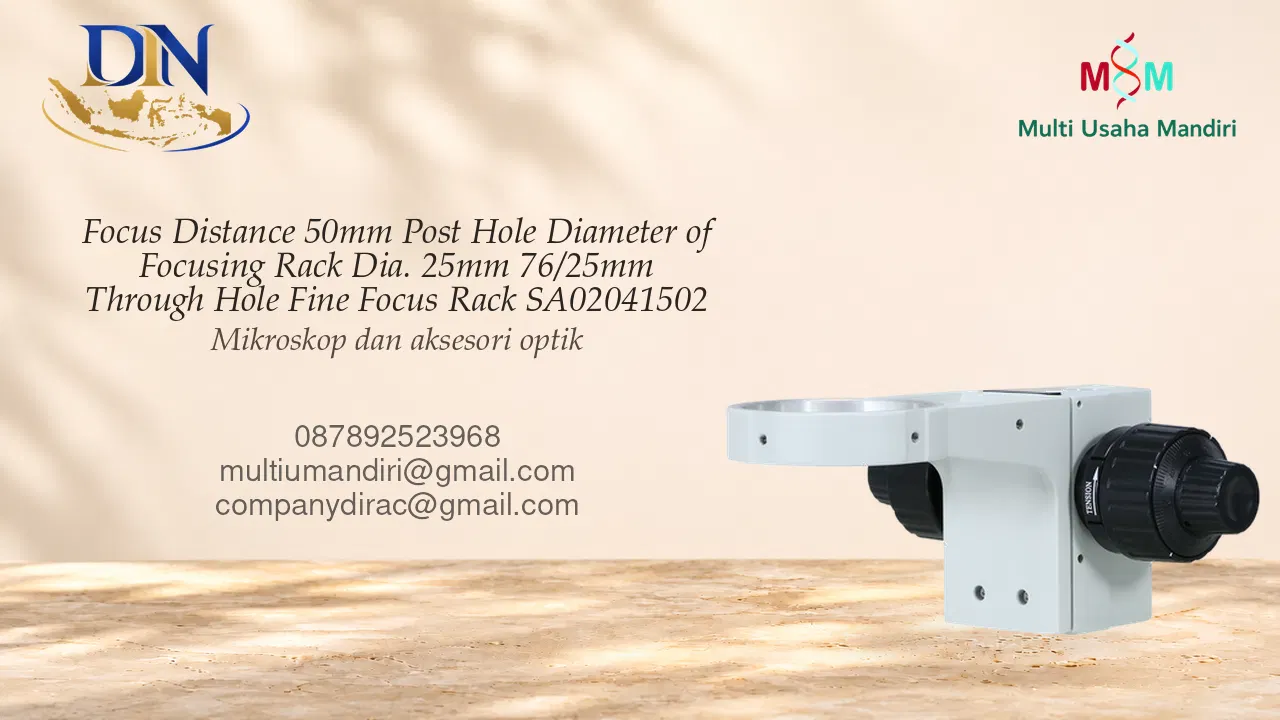 DIN
M M
Multi Usaha Mandiri
Focus Distance 50mm Post Hole Diameter of
Focusing Rack Dia. 25mm 76/25mm
Through Hole Fine Focus Rack SA02041502
Mikroskop dan aksesori optik
087892523968
multiumandiri@gmail.com
companydirac@gmail.com
TENSION